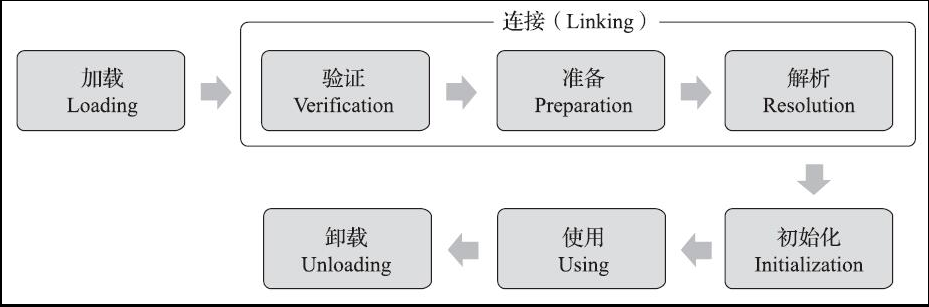 连接（Linking）
加载
Loading
验证
Verification
准备
Preparation
解析
Resolution
初始化
Initialization
使用
Using
卸载
Unloading